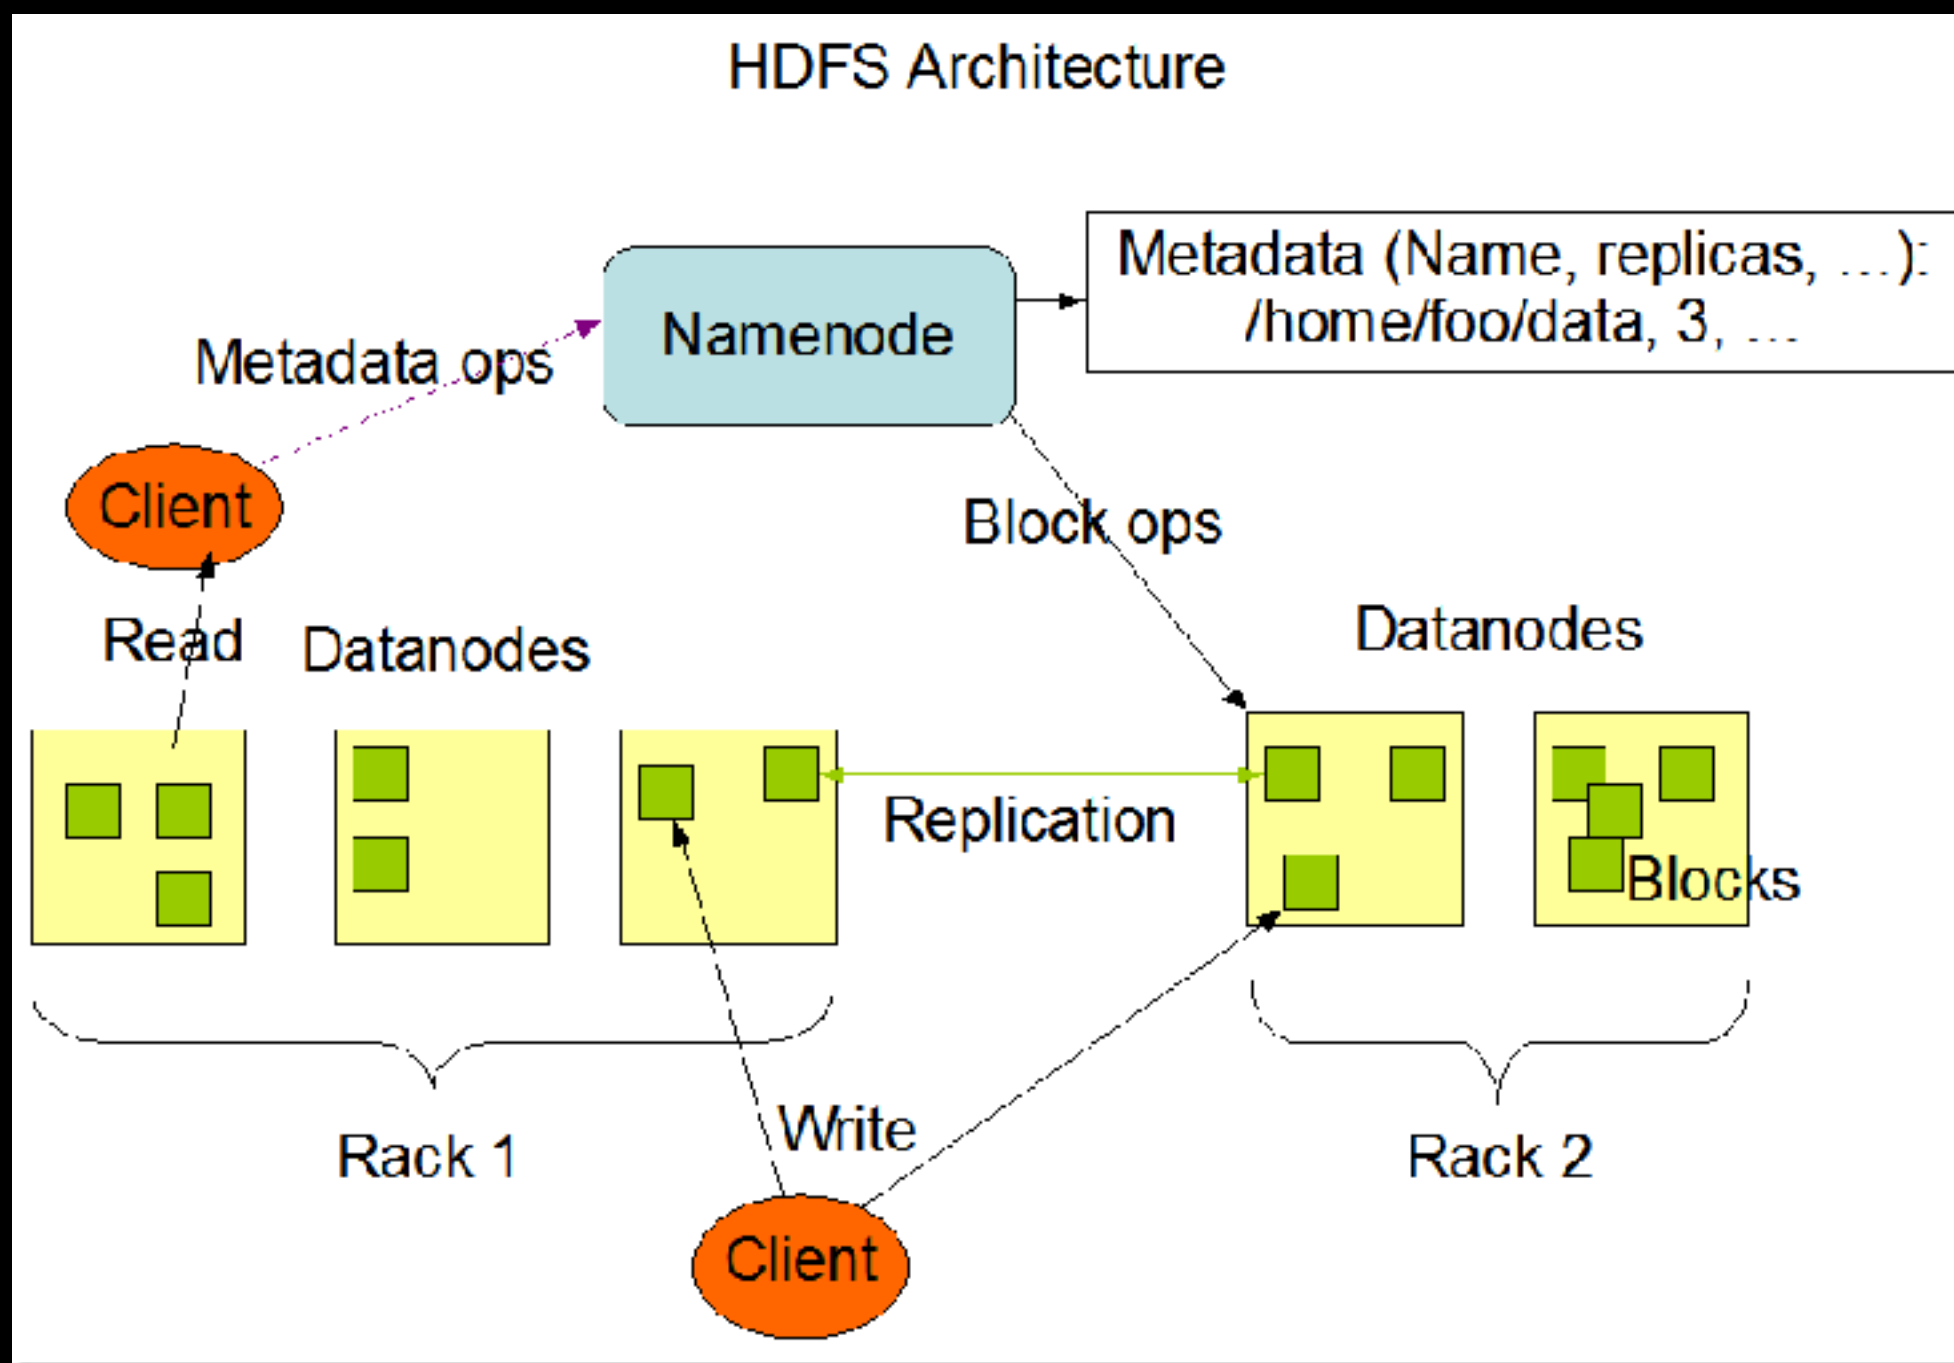 HDFS Architecture
Metadata (Name, replicas, ...):
/home/foo/data, 3, ...
Namenode
Metadata ops
Client
Block ops
Read
Datanodes
Datanodes
Replication
Blocks
Rack 1
Write
Rack 2
Client